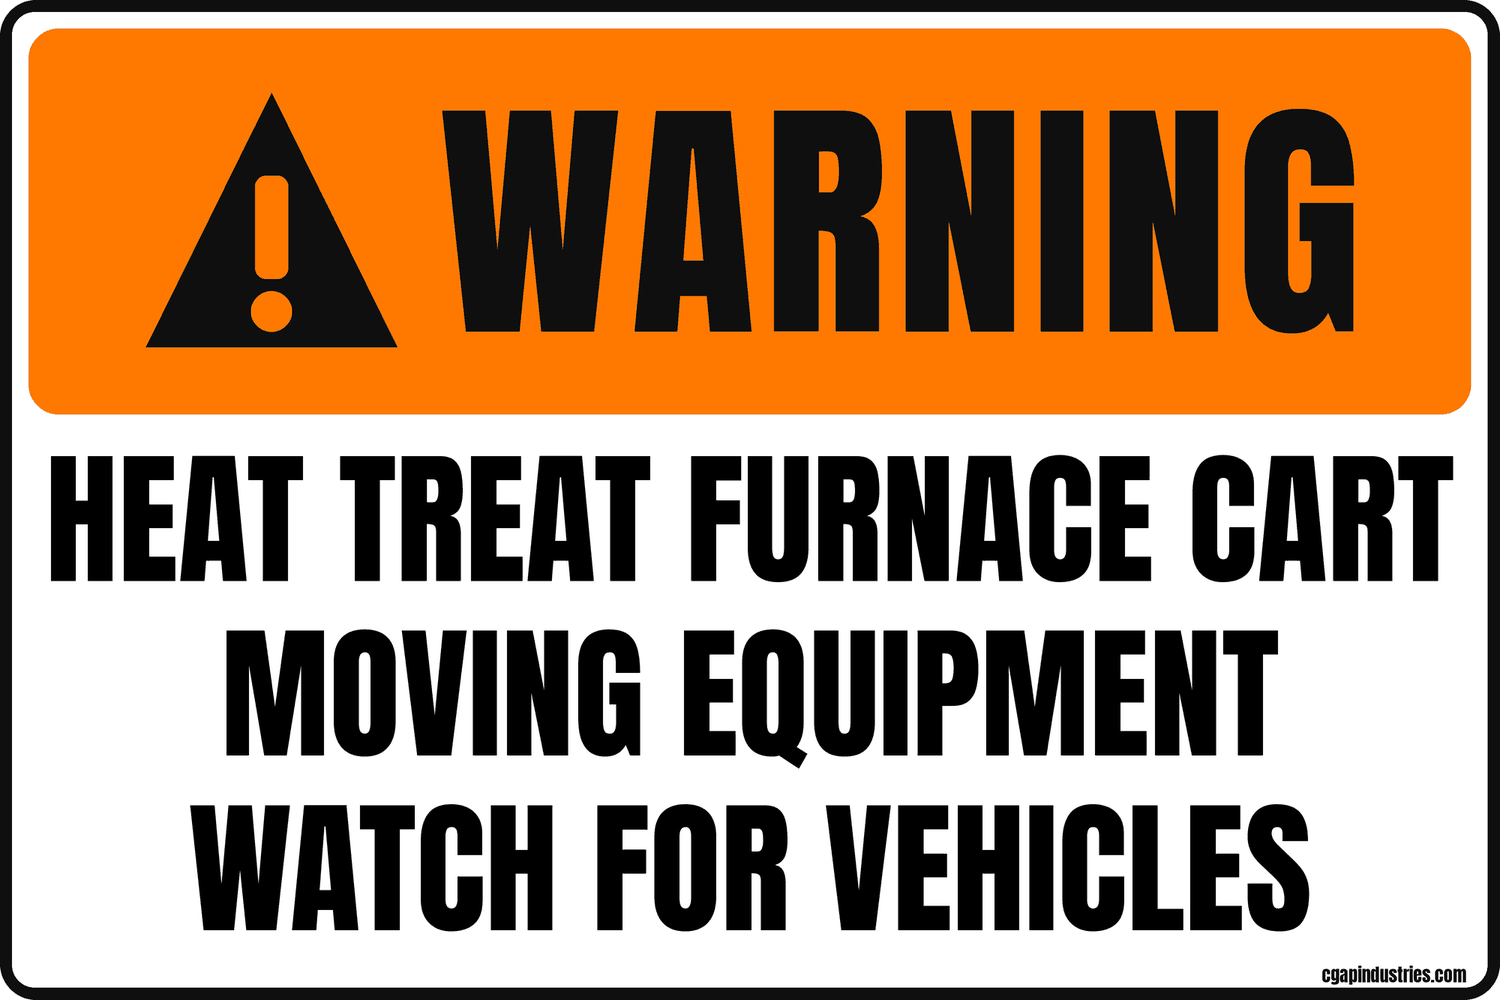 WARNING
HEAT TREAT FURNACE CART
MOVING EQUIPMENT
WATCH FOR VEHICLES
cgapindustries.com